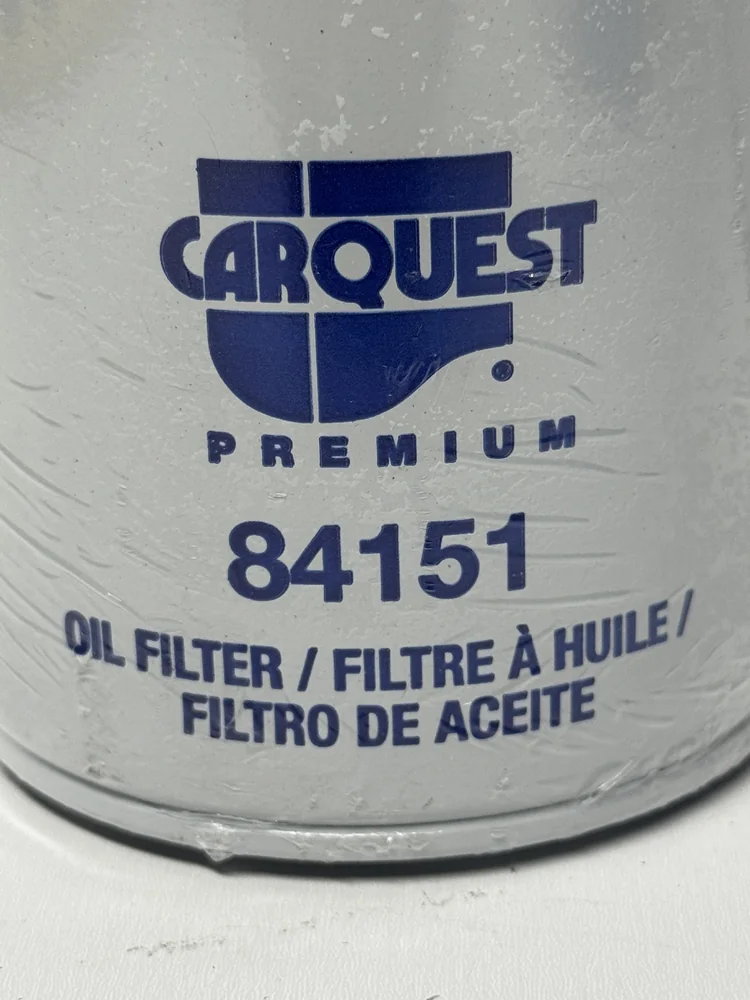 CARQUEST
PREMIUM
84151
OIL FILTER / FILTRE À HUILE /
FILTRO DE ACEITE